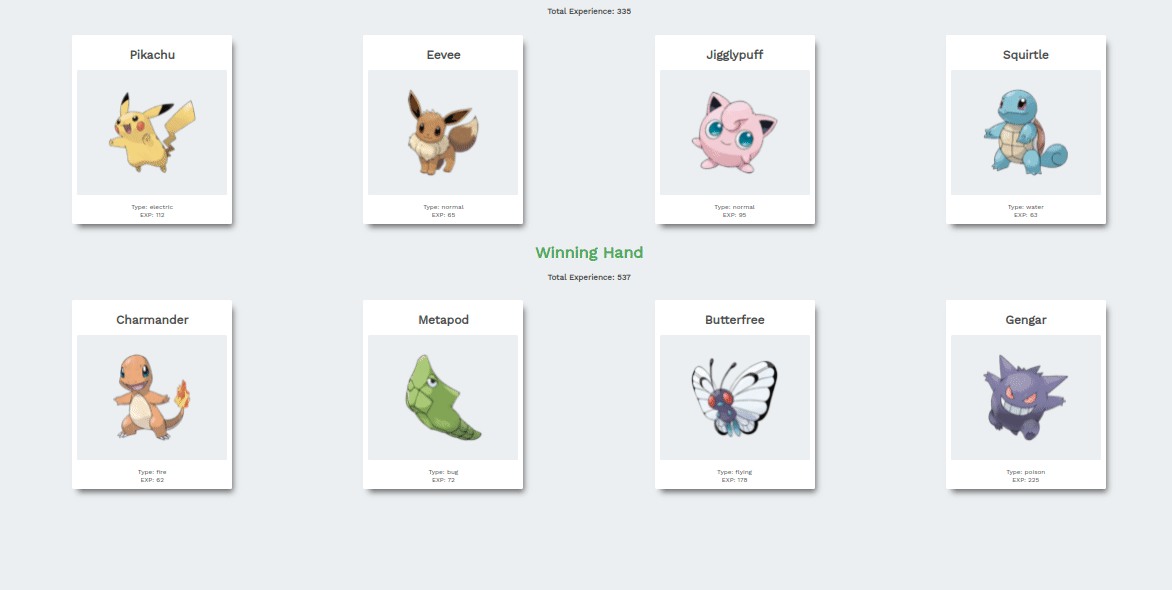 Total Experience: 335
Pikachu
Eevee
Jigglypuff
Squirtle
Type: electric
EXP: 112
Type: normal
EXP: 65
Type: normal
EXP: 95
Type: water
EXP: 63
Winning Hand
Total Experience: 537
Charmander
Metapod
Butterfree
Gengar
Type: fire
EXP: 62
Type: bug
EXP: 72
Type: flying
EXP: 178
Type: poison
EXP: 225